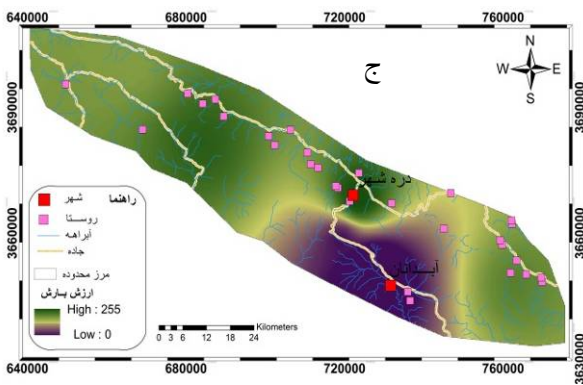 640000 680000 720000 760000
ج
N
W E
S
3690000
3690000
دره شهر
3660000
3660000
آبدانان
راهنما
شهر
روستا
آبراهه
جاده
مرز محدوده
ارزش بارش
High : 255
Low : 0
0 3 6 12 18 24 Kilometers
3630000
640000 680000 720000 760000